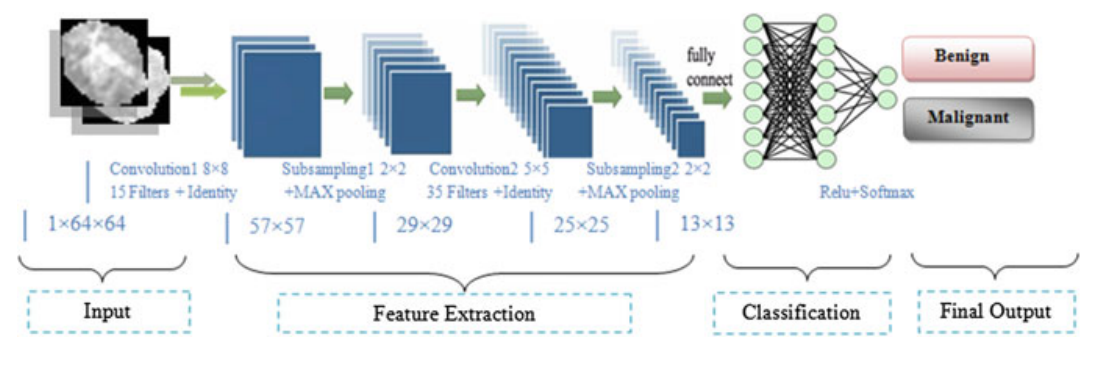 fully
connect
Benign
Malignant
Convolution1 8×8
15 Filters +Identity
Subsampling1 2×2
+MAX pooling
Convolution2 5×5
35 Filters +Identity
Subsampling2 2×2
+MAX pooling
Relu+Softmax
1×64×64
57×57
29×29
25×25
13×13
Input
Feature Extraction
Classification
Final Output